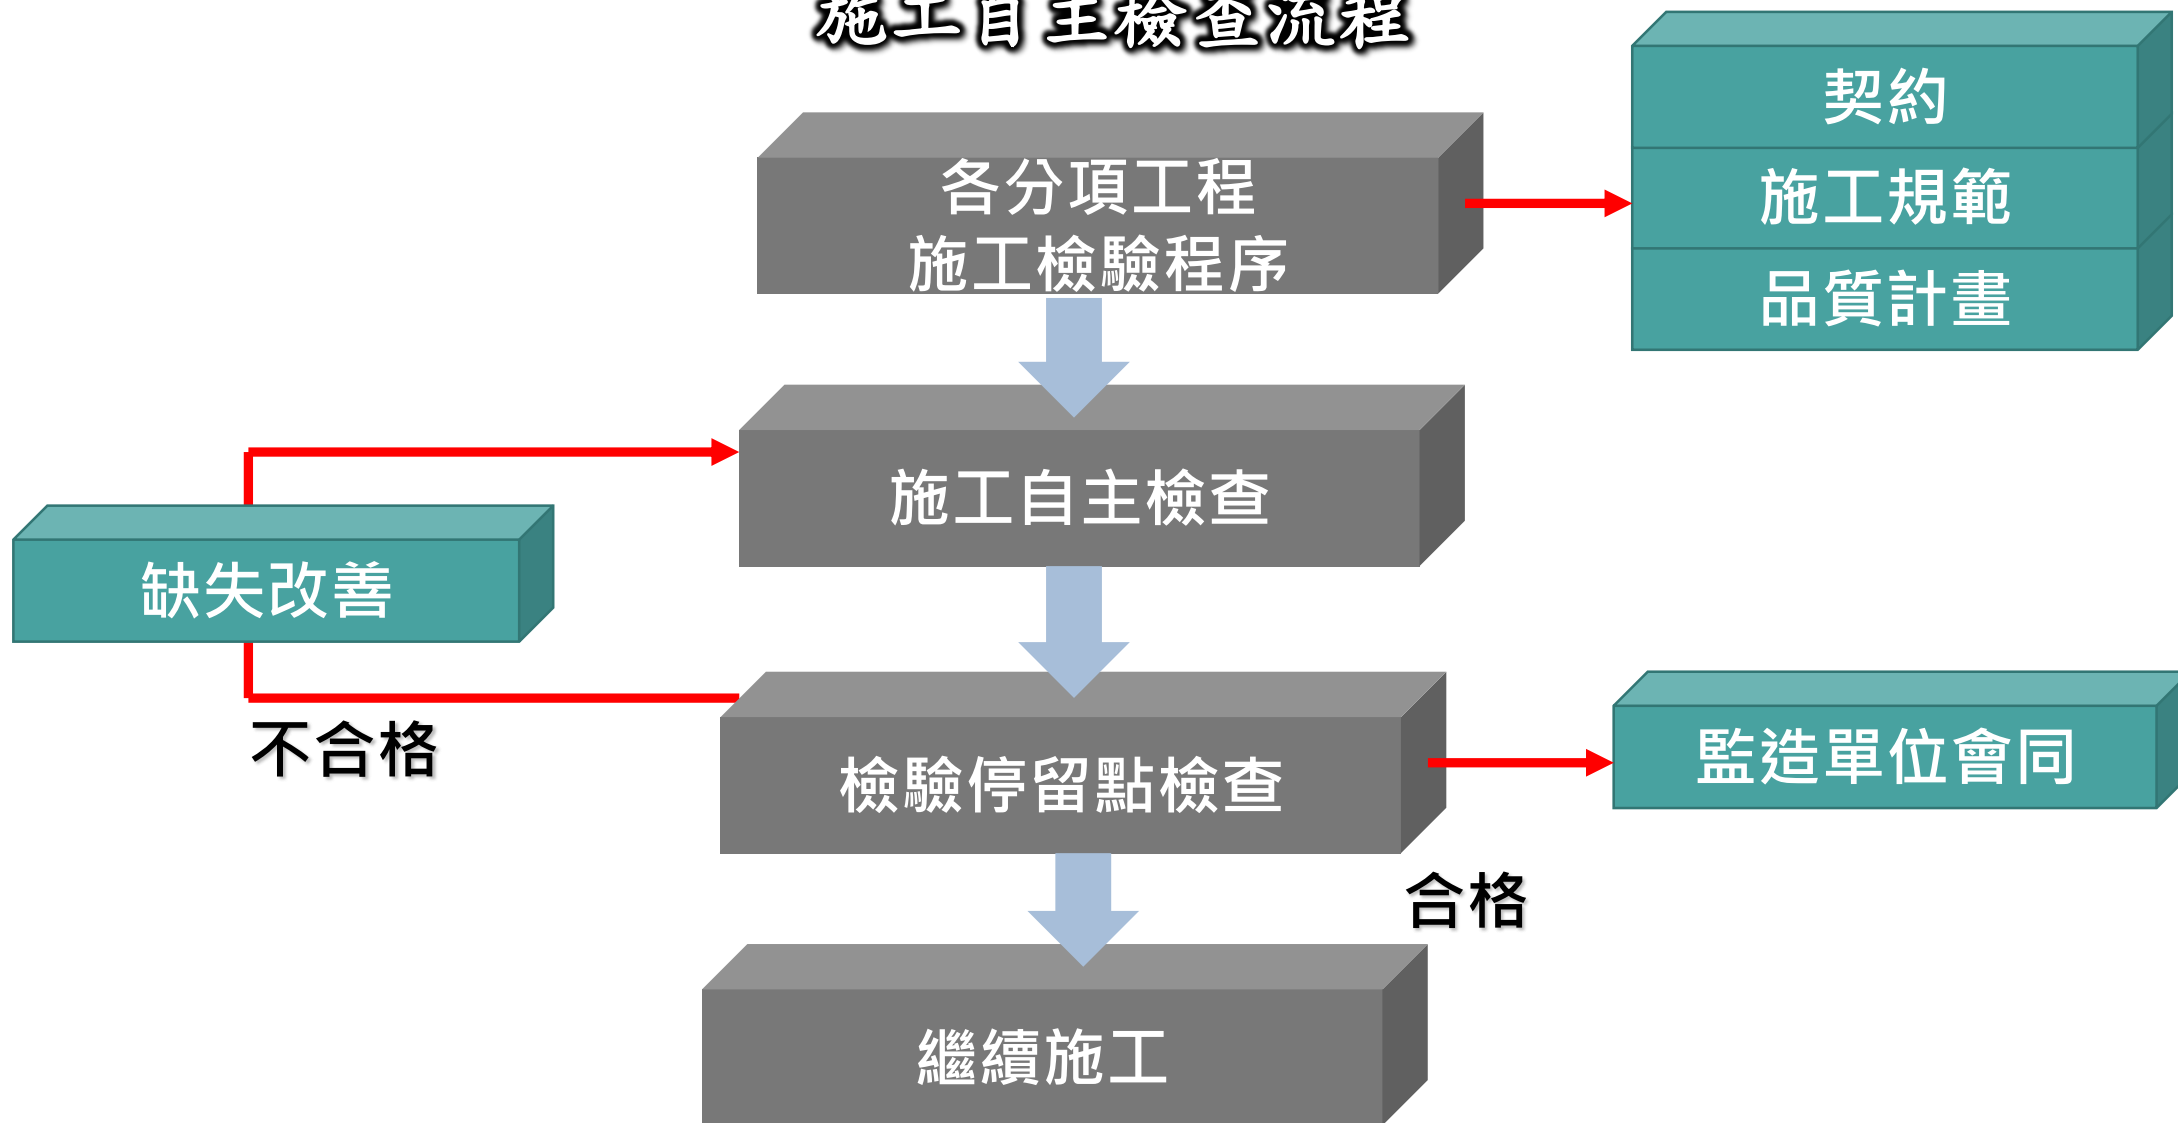 施工自主檢查流程
各分項工程
施工檢驗程序
契約
施工規範
品質計畫
施工自主檢查
缺失改善
不合格
檢驗停留點檢查
監造單位會同
合格
繼續施工